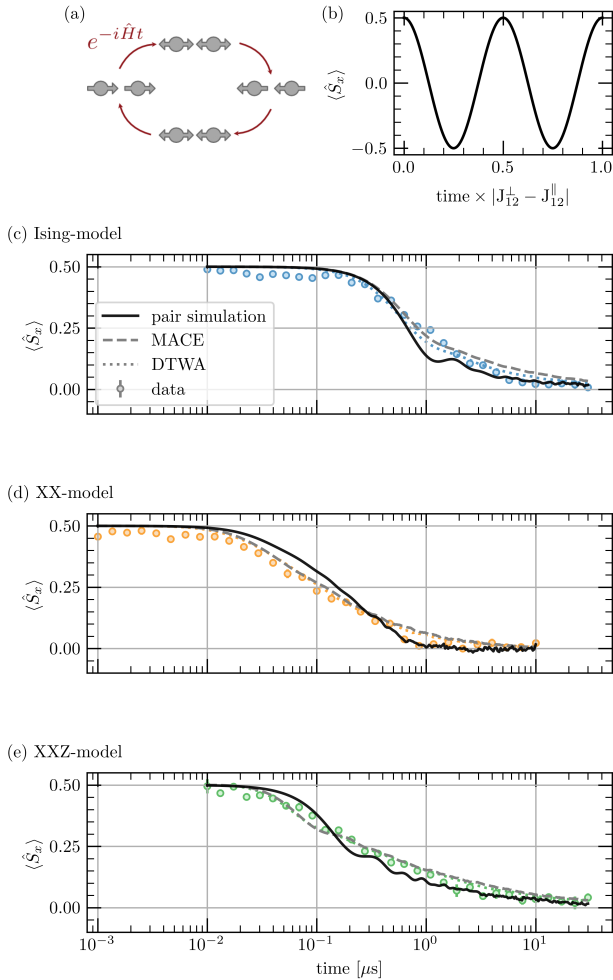 (a)
e^{-iĤt}
(b)
0.5
0.0
−0.5
⟨Ŝ_x⟩
0.0
0.5
1.0
time × |J_{12}^⊥ − J_{12}^∥|
(c) Ising-model
0.50
0.25
0.00
⟨Ŝ_x⟩
pair simulation
MACE
DTWA
data
(d) XX-model
0.50
0.25
0.00
⟨Ŝ_x⟩
(e) XXZ-model
0.50
0.25
0.00
⟨Ŝ_x⟩
10^{−3}
10^{−2}
10^{−1}
10^{0}
10^{1}
time [μs]